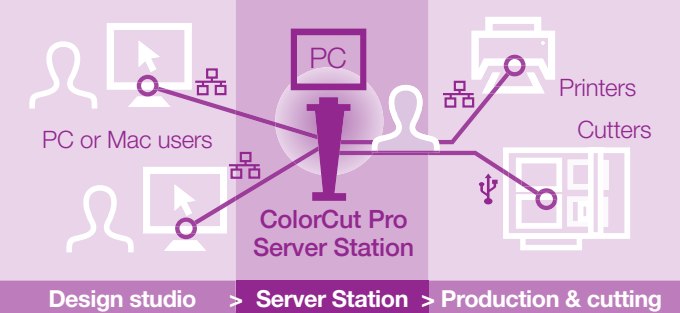 PC
Printers
Cutters
PC or Mac users
ColorCut Pro
Server Station
Design studio > Server Station > Production & cutting